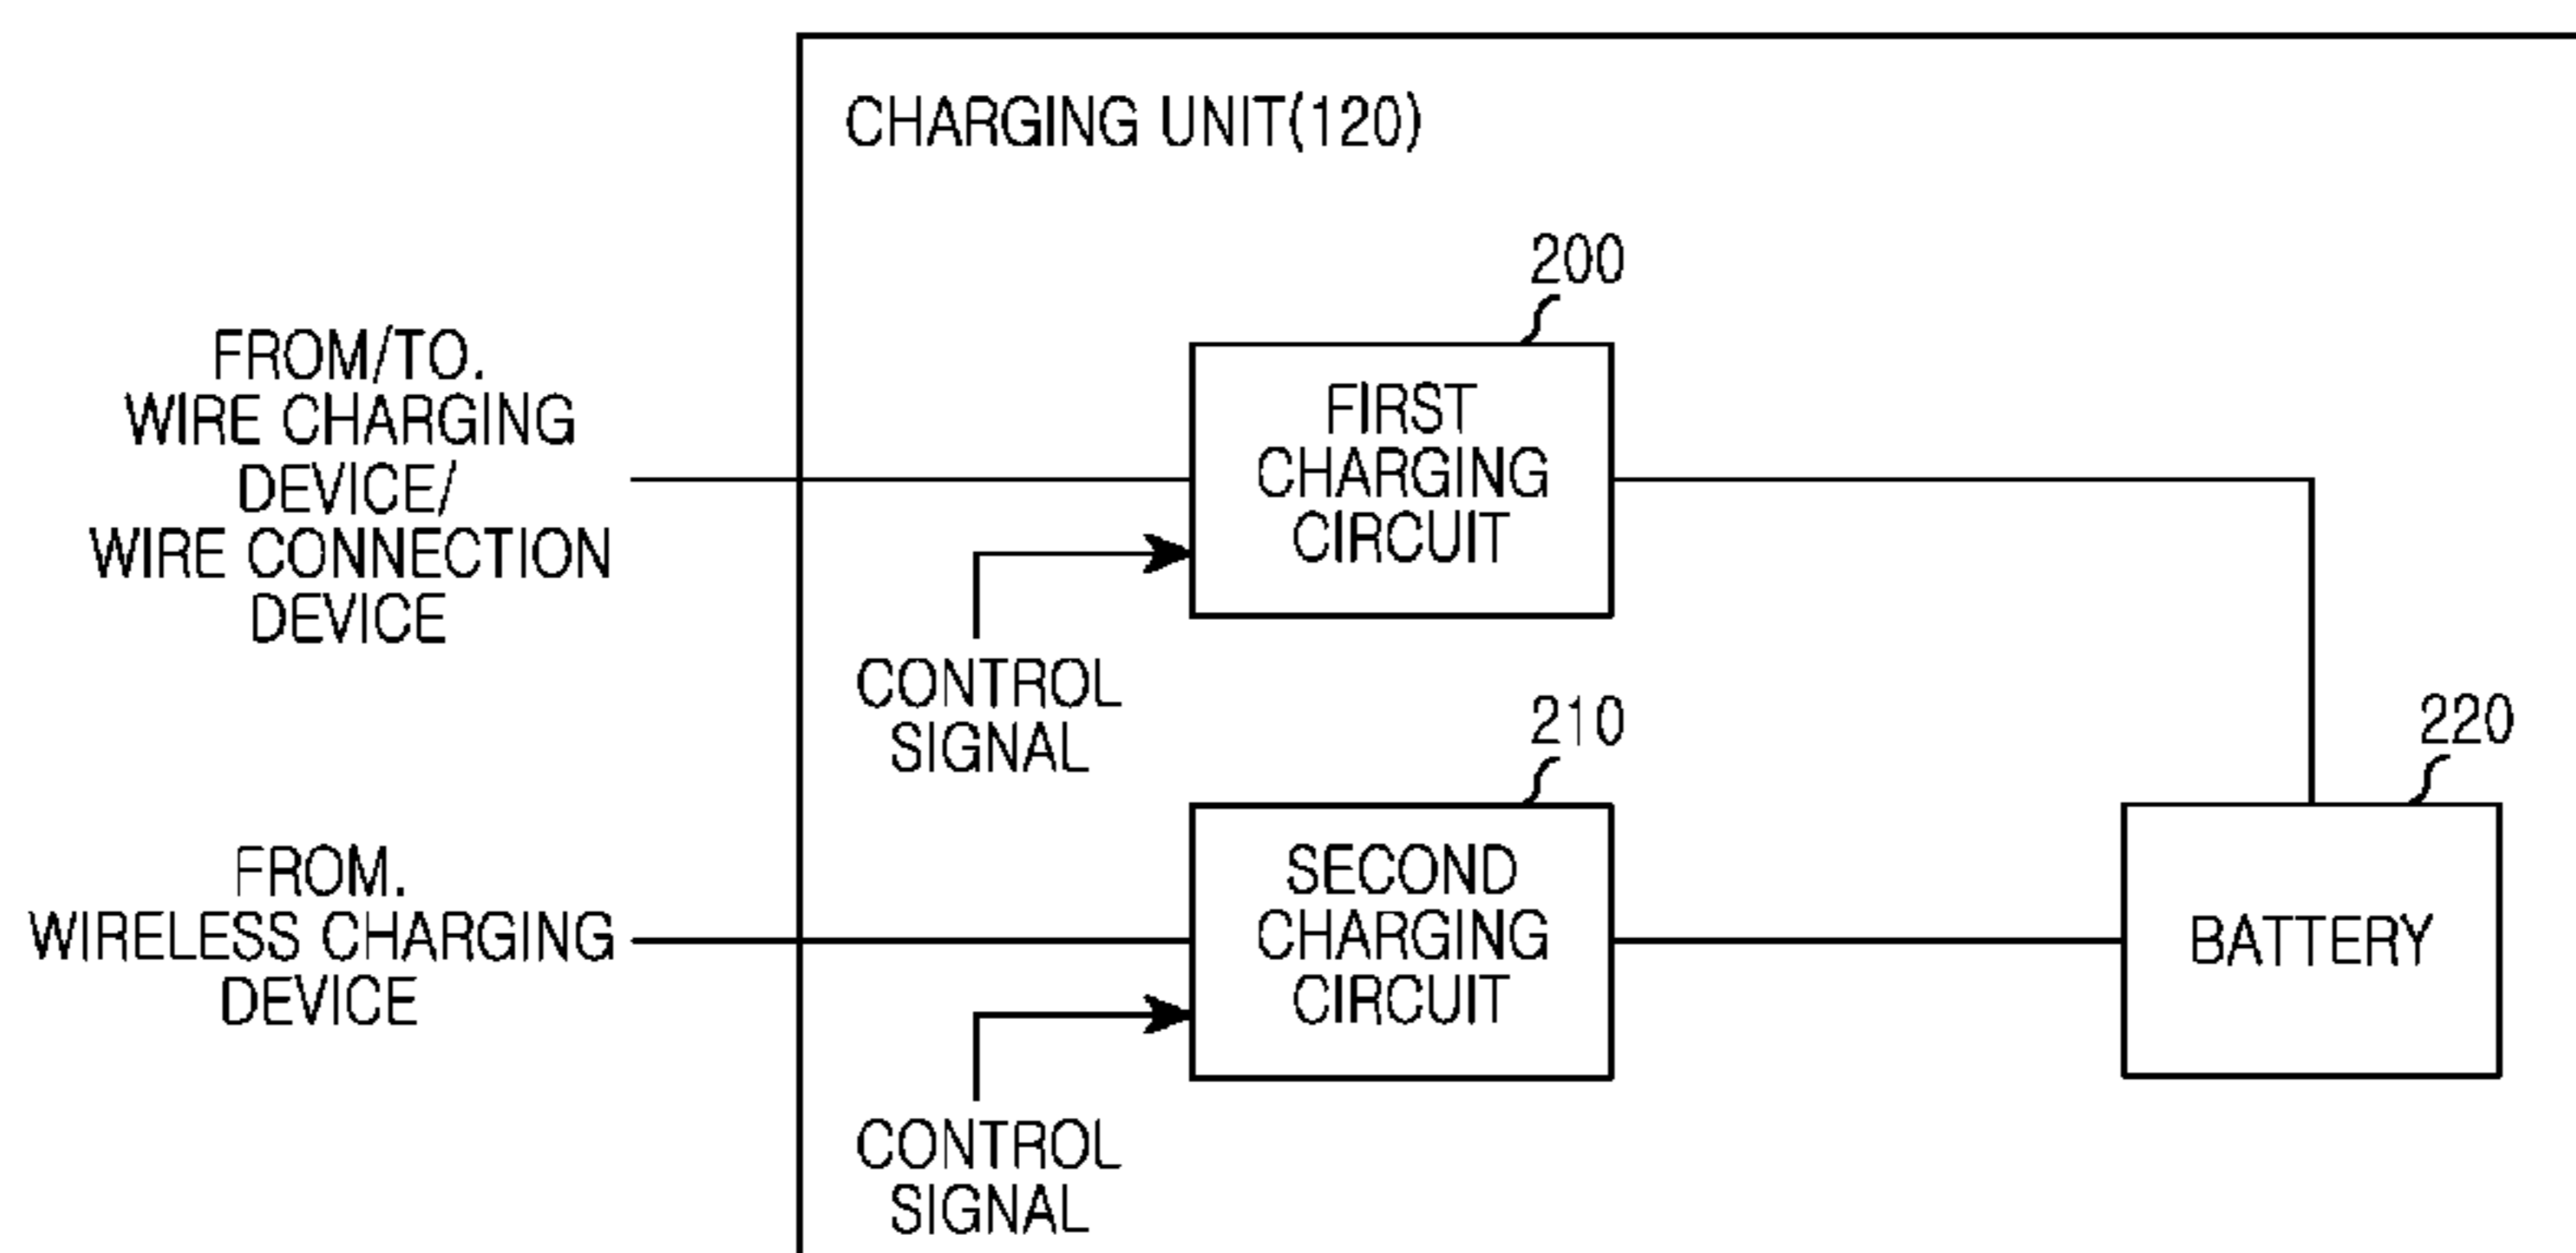 CHARGING UNIT(120)
200
FROM/TO.
WIRE CHARGING
DEVICE/
WIRE CONNECTION
DEVICE
FIRST
CHARGING
CIRCUIT
CONTROL
SIGNAL
210
220
FROM.
WIRELESS CHARGING
DEVICE
SECOND
CHARGING
CIRCUIT
BATTERY
CONTROL
SIGNAL